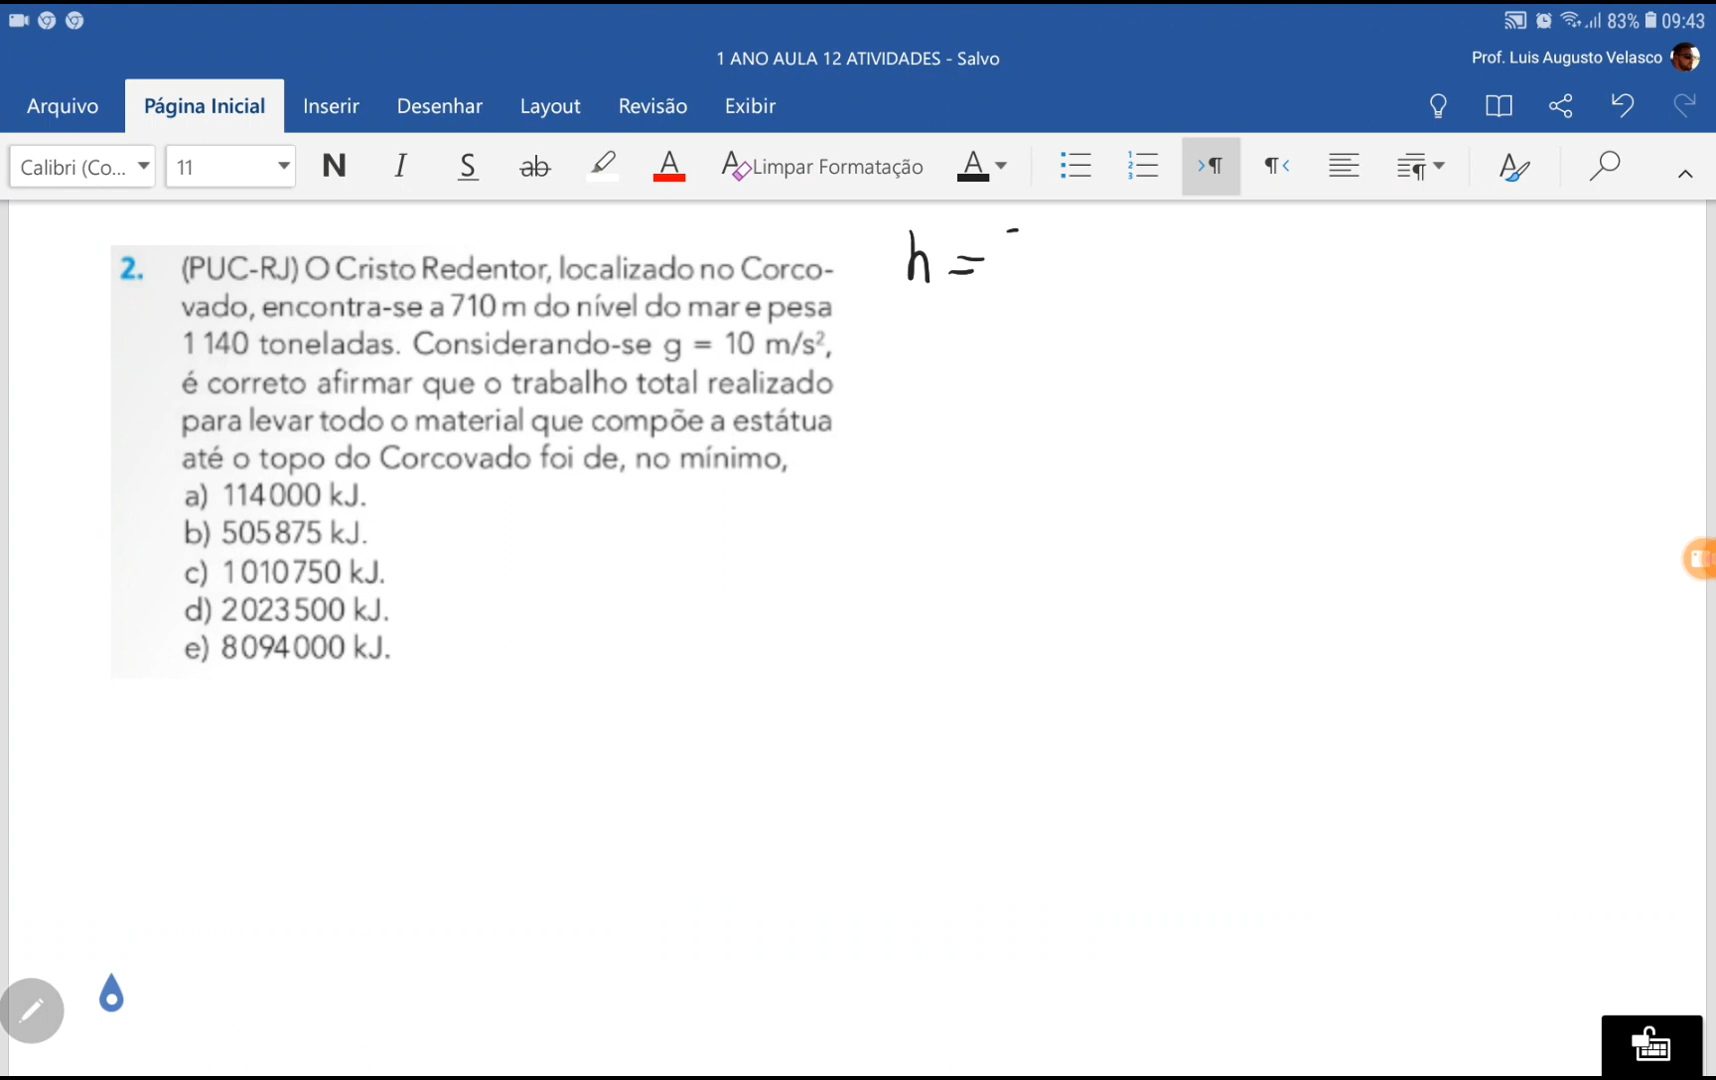 83% 09:43
1 ANO AULA 12 ATIVIDADES - Salvo
Prof. Luis Augusto Velasco
Arquivo Página Inicial Inserir Desenhar Layout Revisão Exibir
Calibri (Co... 11 N I S ab A Limpar Formatação A
2. (PUC-RJ) O Cristo Redentor, localizado no Corco-
vado, encontra-se a 710 m do nível do mar e pesa
1 140 toneladas. Considerando-se g = 10 m/s²,
é correto afirmar que o trabalho total realizado
para levar todo o material que compõe a estátua
até o topo do Corcovado foi de, no mínimo,
a) 114 000 kJ.
b) 505 875 kJ.
c) 1 010 750 kJ.
d) 2 023 500 kJ.
e) 8 094 000 kJ.
h =